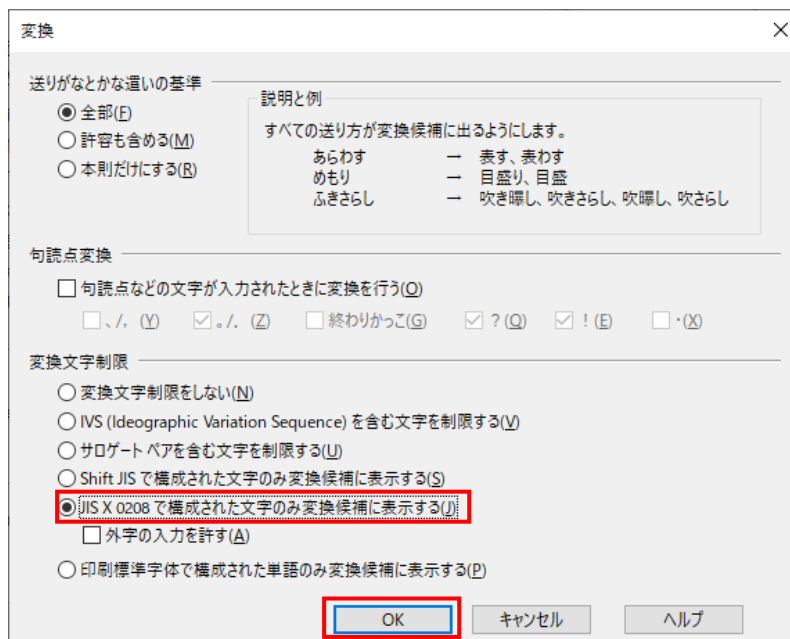 変換
送りがなとかな遣いの基準
全部(F)
許容も含める(M)
本則だけにする(R)
説明と例
すべての送り方が変換候補に出るようにします。
あらわす → 表す、表わす
めもり → 目盛り、目盛
ふきさらし → 吹き曝し、吹きさらし、吹曝し、吹さらし
句読点変換
句読点などの文字が入力されたときに変換を行う(O)
、/, (Y) 。/. (Z) 終わりかっこ(G) ?(Q) !(E) ・(X)
変換文字制限
変換文字制限をしない(N)
IVS (Ideographic Variation Sequence) を含む文字を制限する(V)
サロゲート ペアを含む文字を制限する(U)
Shift JIS で構成された文字のみ変換候補に表示する(S)
JIS X 0208 で構成された文字のみ変換候補に表示する(J)
外字の入力を許す(A)
印刷標準字体で構成された単語のみ変換候補に表示する(P)
OK キャンセル ヘルプ